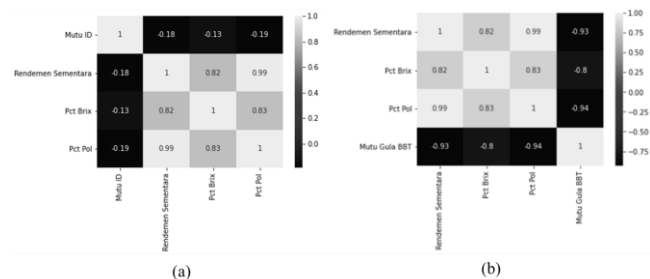 Mutu ID 1 -0.18 -0.13 -0.19
Rendemen Sementara -0.18 1 0.82 0.99
Pct Brix -0.13 0.82 1 0.83
Pct Pol -0.19 0.99 0.83 1
Mutu ID
Rendemen Sementara
Pct Brix
Pct Pol
1.0
0.8
0.6
0.4
0.2
0.0
(a)
Rendemen Sementara 1 0.82 0.99 -0.93
Pct Brix 0.82 1 0.83 -0.8
Pct Pol 0.99 0.83 1 -0.94
Mutu Gula BBT -0.93 -0.8 -0.94 1
Rendemen Sementara
Pct Brix
Pct Pol
Mutu Gula BBT
1.00
0.75
0.50
0.25
0.00
-0.25
-0.50
-0.75
(b)